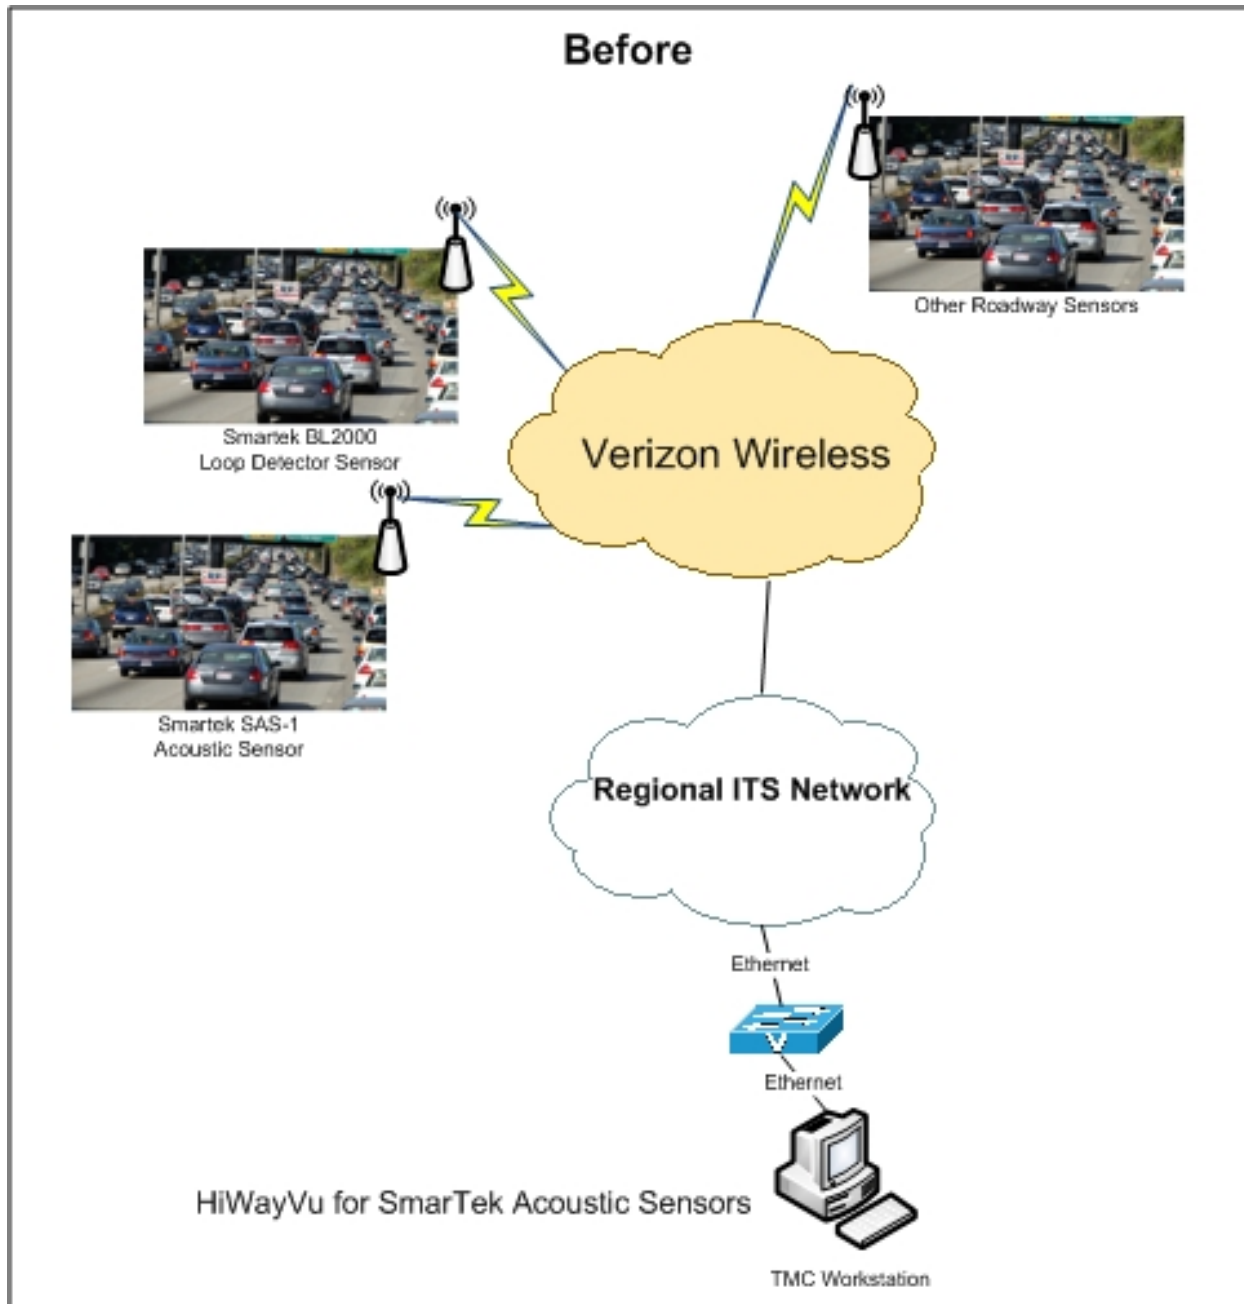 Before
Other Roadway Sensors
Smartek BL2000
Loop Detector Sensor
Verizon Wireless
Smartek SAS-1
Acoustic Sensor
Regional ITS Network
Ethernet
Ethernet
HiWayVu for SmarTek Acoustic Sensors
TMC Workstation